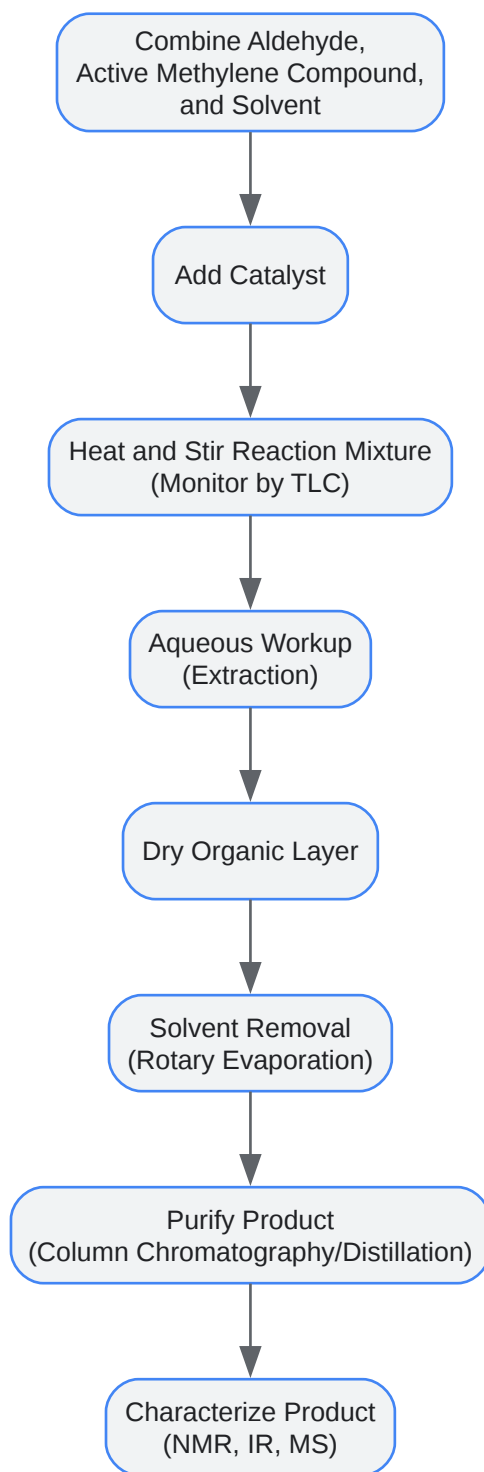 Combine Aldehyde,
Active Methylene Compound,
and Solvent
Add Catalyst
Heat and Stir Reaction Mixture
(Monitor by TLC)
Aqueous Workup
(Extraction)
Dry Organic Layer
Solvent Removal
(Rotary Evaporation)
Purify Product
(Column Chromatography/Distillation)
Characterize Product
(NMR, IR, MS)